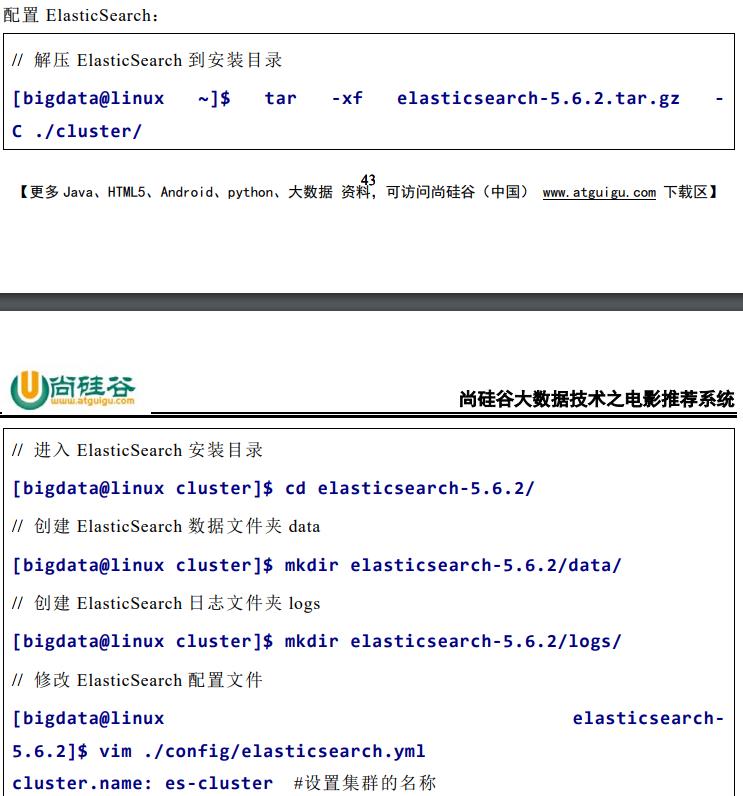 配置 ElasticSearch：
// 解压 ElasticSearch 到安装目录
[bigdata@linux ~]$ tar -xf elasticsearch-5.6.2.tar.gz -
C ./cluster/
43
【更多 Java、HTML5、Android、python、大数据 资料，可访问尚硅谷（中国） www.atguigu.com 下载区】
尚硅谷
www.atguigu.com
尚硅谷大数据技术之电影推荐系统
// 进入 ElasticSearch 安装目录
[bigdata@linux cluster]$ cd elasticsearch-5.6.2/
// 创建 ElasticSearch 数据文件夹 data
[bigdata@linux cluster]$ mkdir elasticsearch-5.6.2/data/
// 创建 ElasticSearch 日志文件夹 logs
[bigdata@linux cluster]$ mkdir elasticsearch-5.6.2/logs/
// 修改 ElasticSearch 配置文件
[bigdata@linux elasticsearch-
5.6.2]$ vim ./config/elasticsearch.yml
cluster.name: es-cluster #设置集群的名称